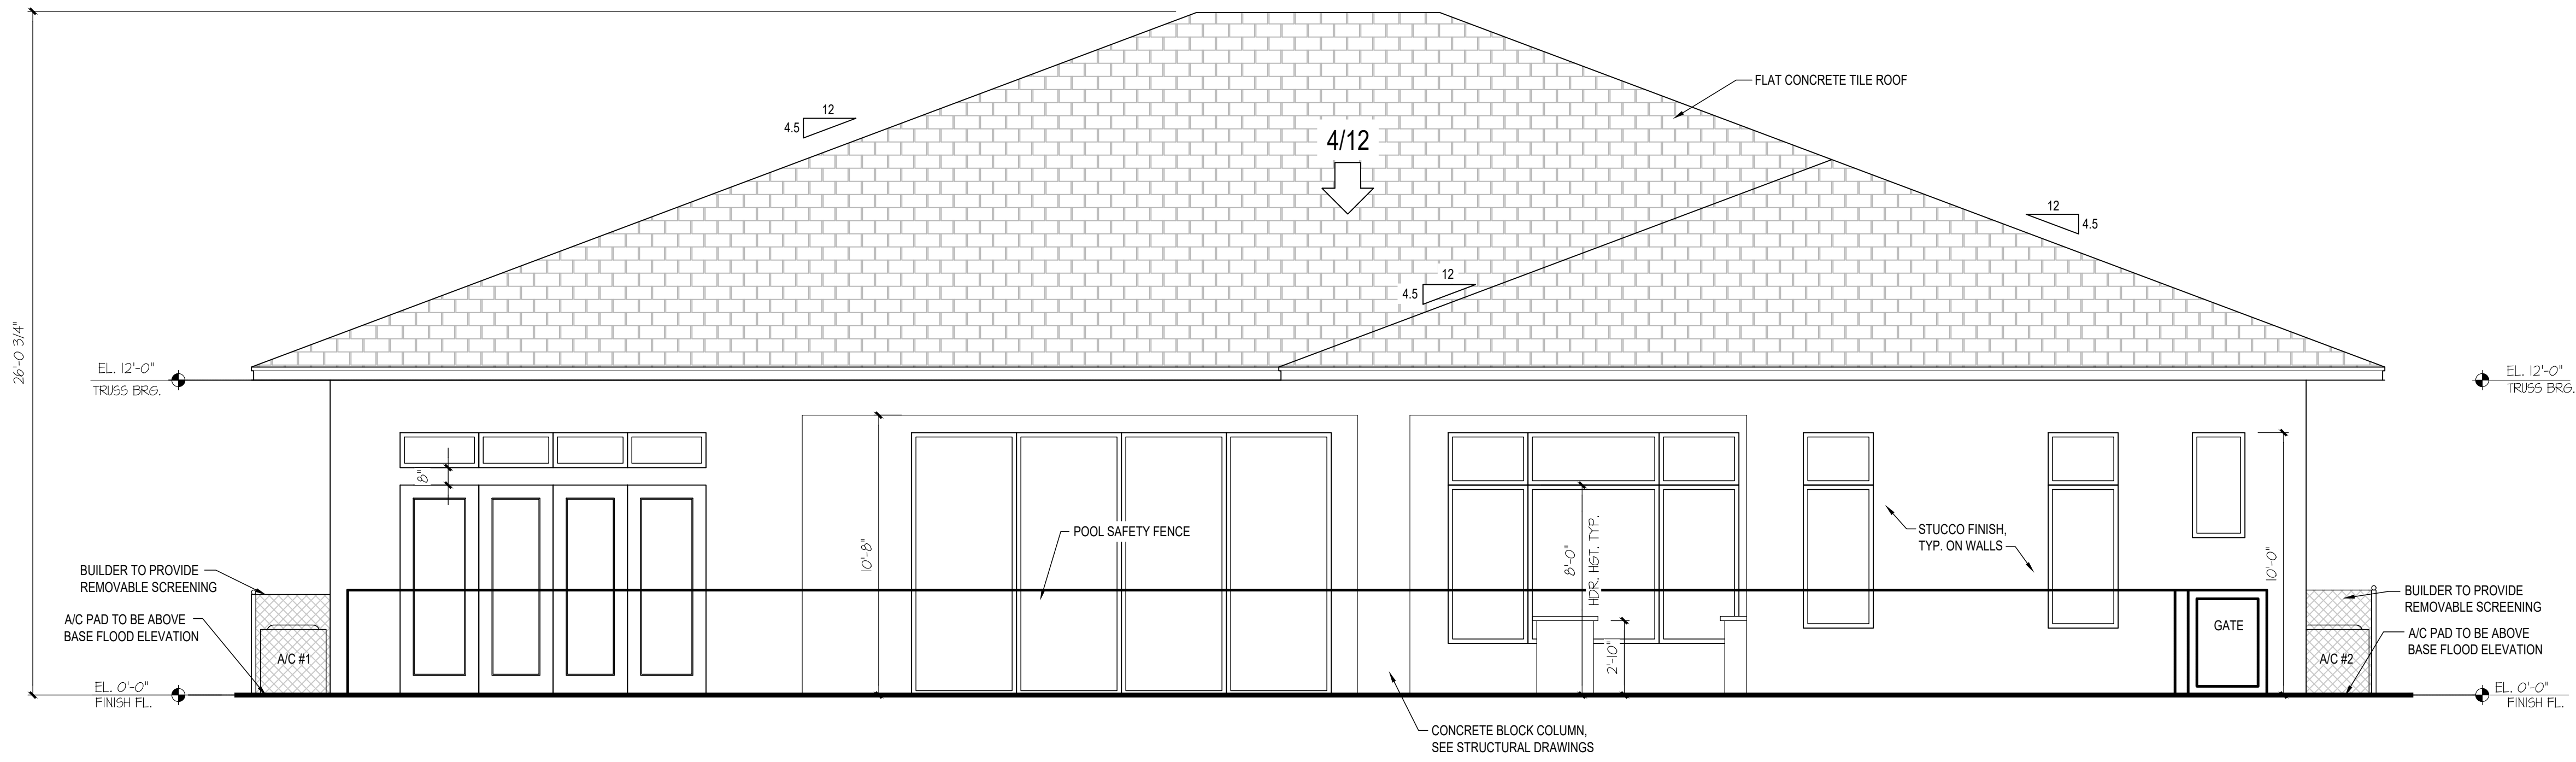 FLAT CONCRETE TILE ROOF
12
4.5
4/12
12
4.5
12
4.5
26'-0 3/4"
EL. 12'-0"
TRUSS BRG.
EL. 12'-0"
TRUSS BRG.
8"
10'-8"
POOL SAFETY FENCE
8'-0"
HDR. HGT. TYP.
2'-10"
STUCCO FINISH,
TYP. ON WALLS
10'-0"
BUILDER TO PROVIDE
REMOVABLE SCREENING
A/C PAD TO BE ABOVE
BASE FLOOD ELEVATION
A/C #1
BUILDER TO PROVIDE
REMOVABLE SCREENING
A/C PAD TO BE ABOVE
BASE FLOOD ELEVATION
GATE
A/C #2
EL. 0'-0"
FINISH FL.
EL. 0'-0"
FINISH FL.
CONCRETE BLOCK COLUMN,
SEE STRUCTURAL DRAWINGS